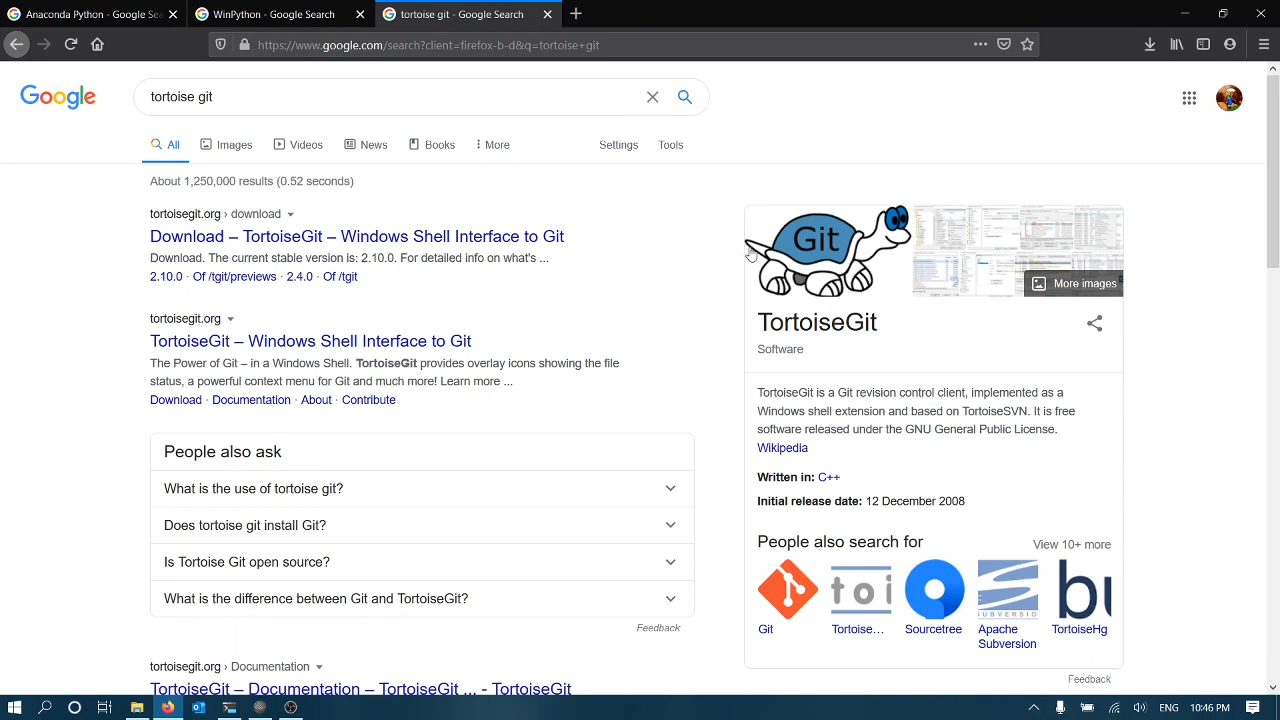 Anaconda Python - Google Sea
WinPython - Google Search
tortoise git - Google Search
https://www.google.com/search?client=firefox-b-d&q=tortoise+git
Google
tortoise git
All
Images
Videos
News
Books
More
Settings
Tools
About 1,250,000 results (0.52 seconds)
tortoisegit.org › download
Download – TortoiseGit – Windows Shell Interface to Git
Download. The current stable version is: 2.10.0. For detailed info on what's ...
2.10.0 · Of /tgit/previews · Of /tgit
tortoisegit.org
TortoiseGit – Windows Shell Interface to Git
The Power of Git – in a Windows Shell. TortoiseGit provides overlay icons showing the file
status, a powerful context menu for Git and much more! Learn more ...
Download · Documentation · About · Contribute
People also ask
What is the use of tortoise git?
Does tortoise git install Git?
Is Tortoise Git open source?
What is the difference between Git and TortoiseGit?
Feedback
tortoisegit.org › Documentation
TortoiseGit – Documentation – TortoiseGit ... - TortoiseGit
Git
More images
TortoiseGit
Software
TortoiseGit is a Git revision control client, implemented as a
Windows shell extension and based on TortoiseSVN. It is free
software released under the GNU General Public License.
Wikipedia
Written in: C++
Initial release date: 12 December 2008
People also search for
View 10+ more
toi
SUBVERSIO
bu
Git
Tortoise...
Sourcetree
Apache
Subversion
TortoiseHg
Feedback
ENG
10:46 PM